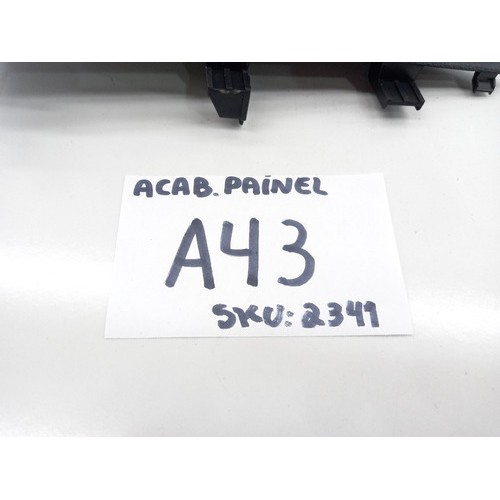 ACAB. PAINEL
A43
SKU: 2341